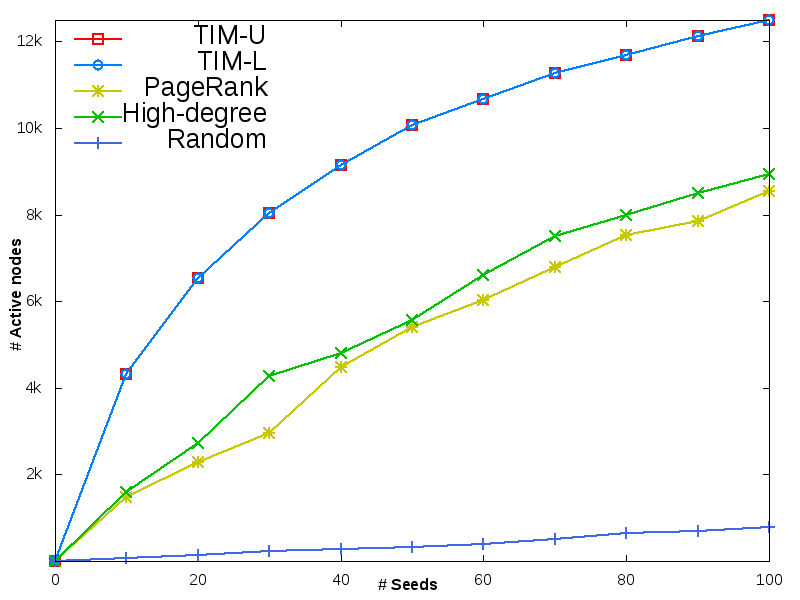 12k
10k
8k
6k
4k
2k
# Active nodes
TIM-U
TIM-L
PageRank
High-degree
Random
0 20 40 60 80 100
# Seeds